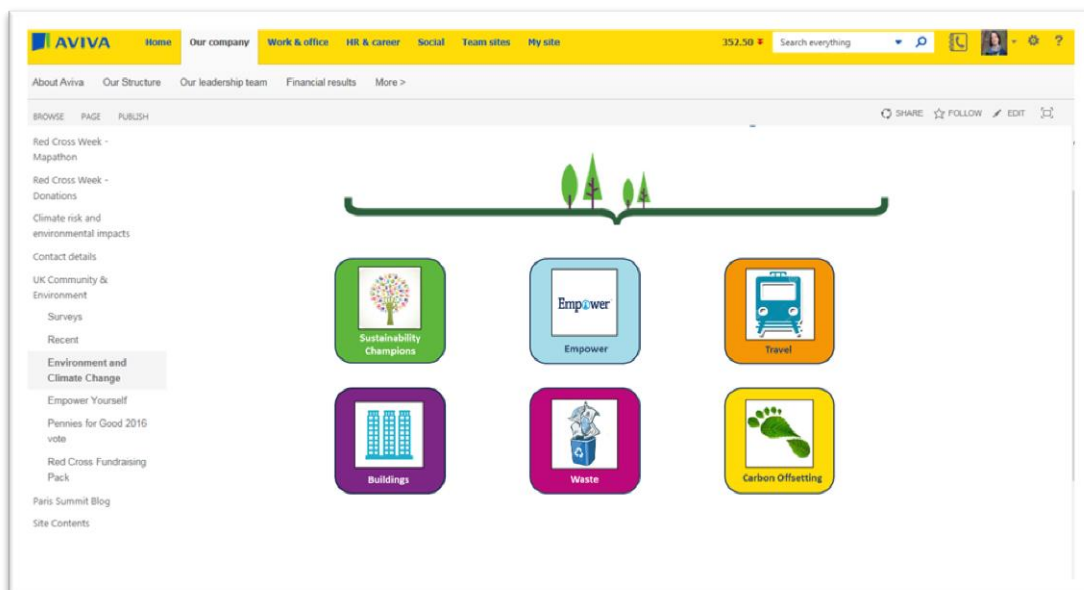 AVIVA Home Our company Work & office HR & career Social Team sites My site 352.50 Search everything ?
About Aviva Our Structure Our leadership team Financial results More >
BROWSE PAGE PUBLISH SHARE FOLLOW EDIT
Red Cross Week -
Mapathon
Red Cross Week -
Donations
Climate risk and
environmental impacts
Contact details
UK Community &
Environment
Surveys
Recent
Environment and
Climate Change
Empower Yourself
Pennies for Good 2016
vote
Red Cross Fundraising
Pack
Paris Summit Blog
Site Contents
Sustainability
Champions
Empower
Empower
Travel
Buildings
Waste
Carbon Offsetting